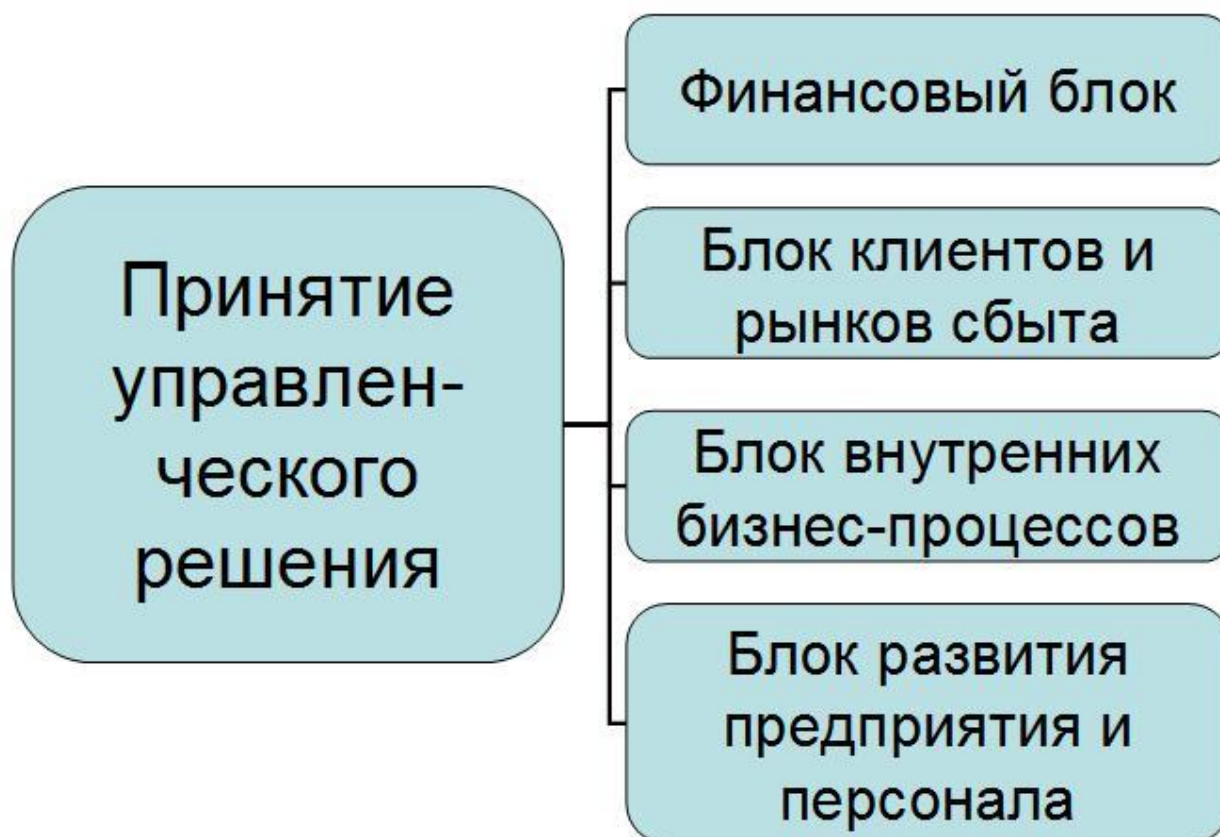 Принятие
управлен-
ческого
решения
Финансовый блок
Блок клиентов и
рынков сбыта
Блок внутренних
бизнес-процессов
Блок развития
предприятия и
персонала